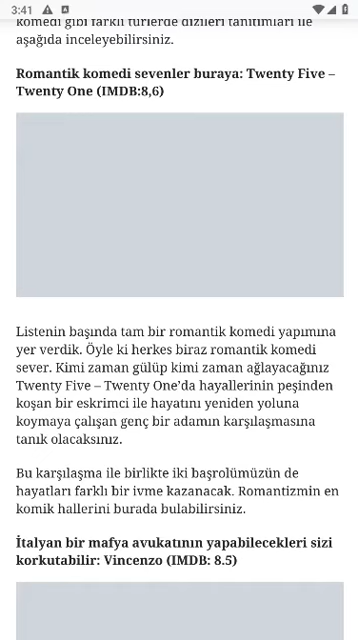 3:41
komedi gibi farklı türlerde dizileri tanıtımları ile
aşağıda inceleyebilirsiniz.
Romantik komedi sevenler buraya: Twenty Five –
Twenty One (IMDB:8,6)
Listenin başında tam bir romantik komedi yapımına
yer verdik. Öyle ki herkes biraz romantik komedi
sever. Kimi zaman gülüp kimi zaman ağlayacağınız
Twenty Five – Twenty One’da hayallerinin peşinden
koşan bir eskrimci ile hayatını yeniden yoluna
koymaya çalışan genç bir adamın karşılaşmasına
tanık olacaksınız.
Bu karşılaşma ile birlikte iki başrolümüzün de
hayatları farklı bir ivme kazanacak. Romantizmin en
komik hallerini burada bulabilirsiniz.
İtalyan bir mafya avukatının yapabilecekleri sizi
korkutabilir: Vincenzo (IMDB: 8.5)